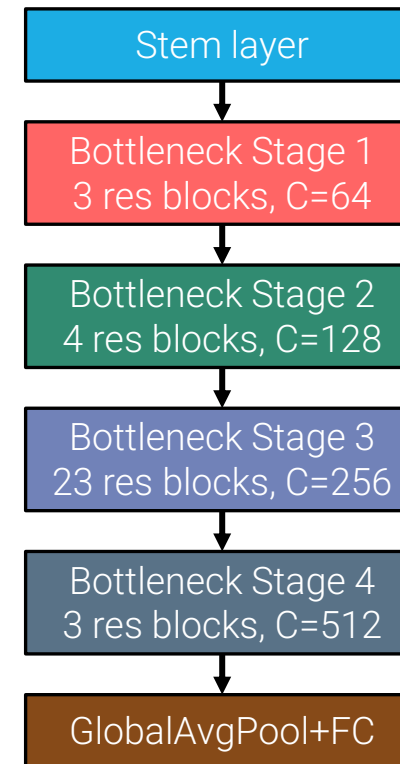 Stem layer
Bottleneck Stage 1
3 res blocks, C=64
Bottleneck Stage 2
4 res blocks, C=128
Bottleneck Stage 3
23 res blocks, C=256
Bottleneck Stage 4
3 res blocks, C=512
GlobalAvgPool+FC